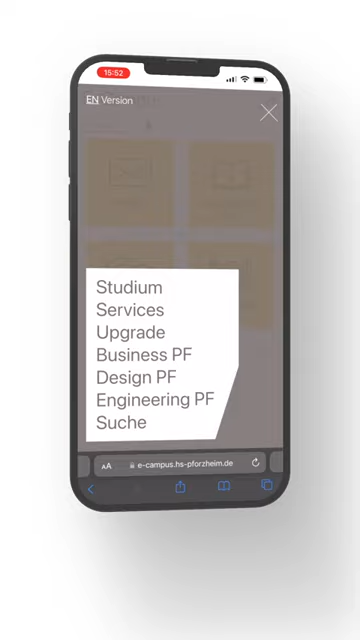 15:52
EN Version
Studium
Services
Upgrade
Business PF
Design PF
Engineering PF
Suche
AA
e-campus.hs-pforzheim.de